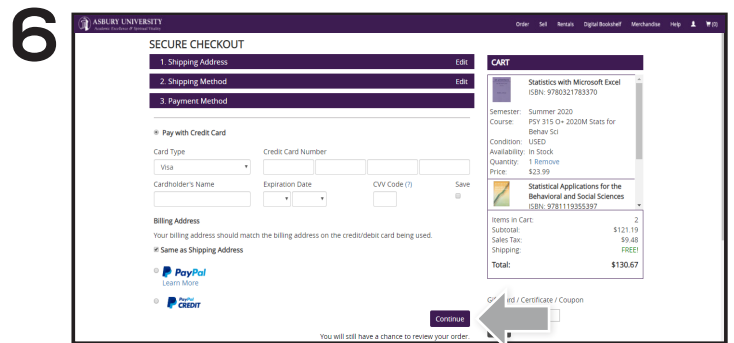 6
ASBURY UNIVERSITY
Academic Excellence & Spiritual Vitality
Order Sell Rentals Digital Bookshelf Merchandise Help (0)
SECURE CHECKOUT
1. Shipping Address Edit
2. Shipping Method Edit
3. Payment Method
Pay with Credit Card
Card Type Credit Card Number
Visa
Cardholder's Name Expiration Date CVV Code (?) Save
Billing Address
Your billing address should match the billing address on the credit/debit card being used.
Same as Shipping Address
PayPal
Learn More
PayPal
CREDIT
Continue
You will still have a chance to review your order.
CART
Statistics with Microsoft Excel
ISBN: 9780321783370
Semester: Summer 2020
Course: PSY 315 O+ 2020M Stats for
Behav Sci
Condition: USED
Availability: In Stock
Quantity: 1 Remove
Price: $23.99
Statistical Applications for the
Behavioral and Social Sciences
ISBN: 9781119355397
Items in Cart: 2
Subtotal: $121.19
Sales Tax: $9.48
Shipping: FREE!
Total: $130.67
/ Certificate / Coupon